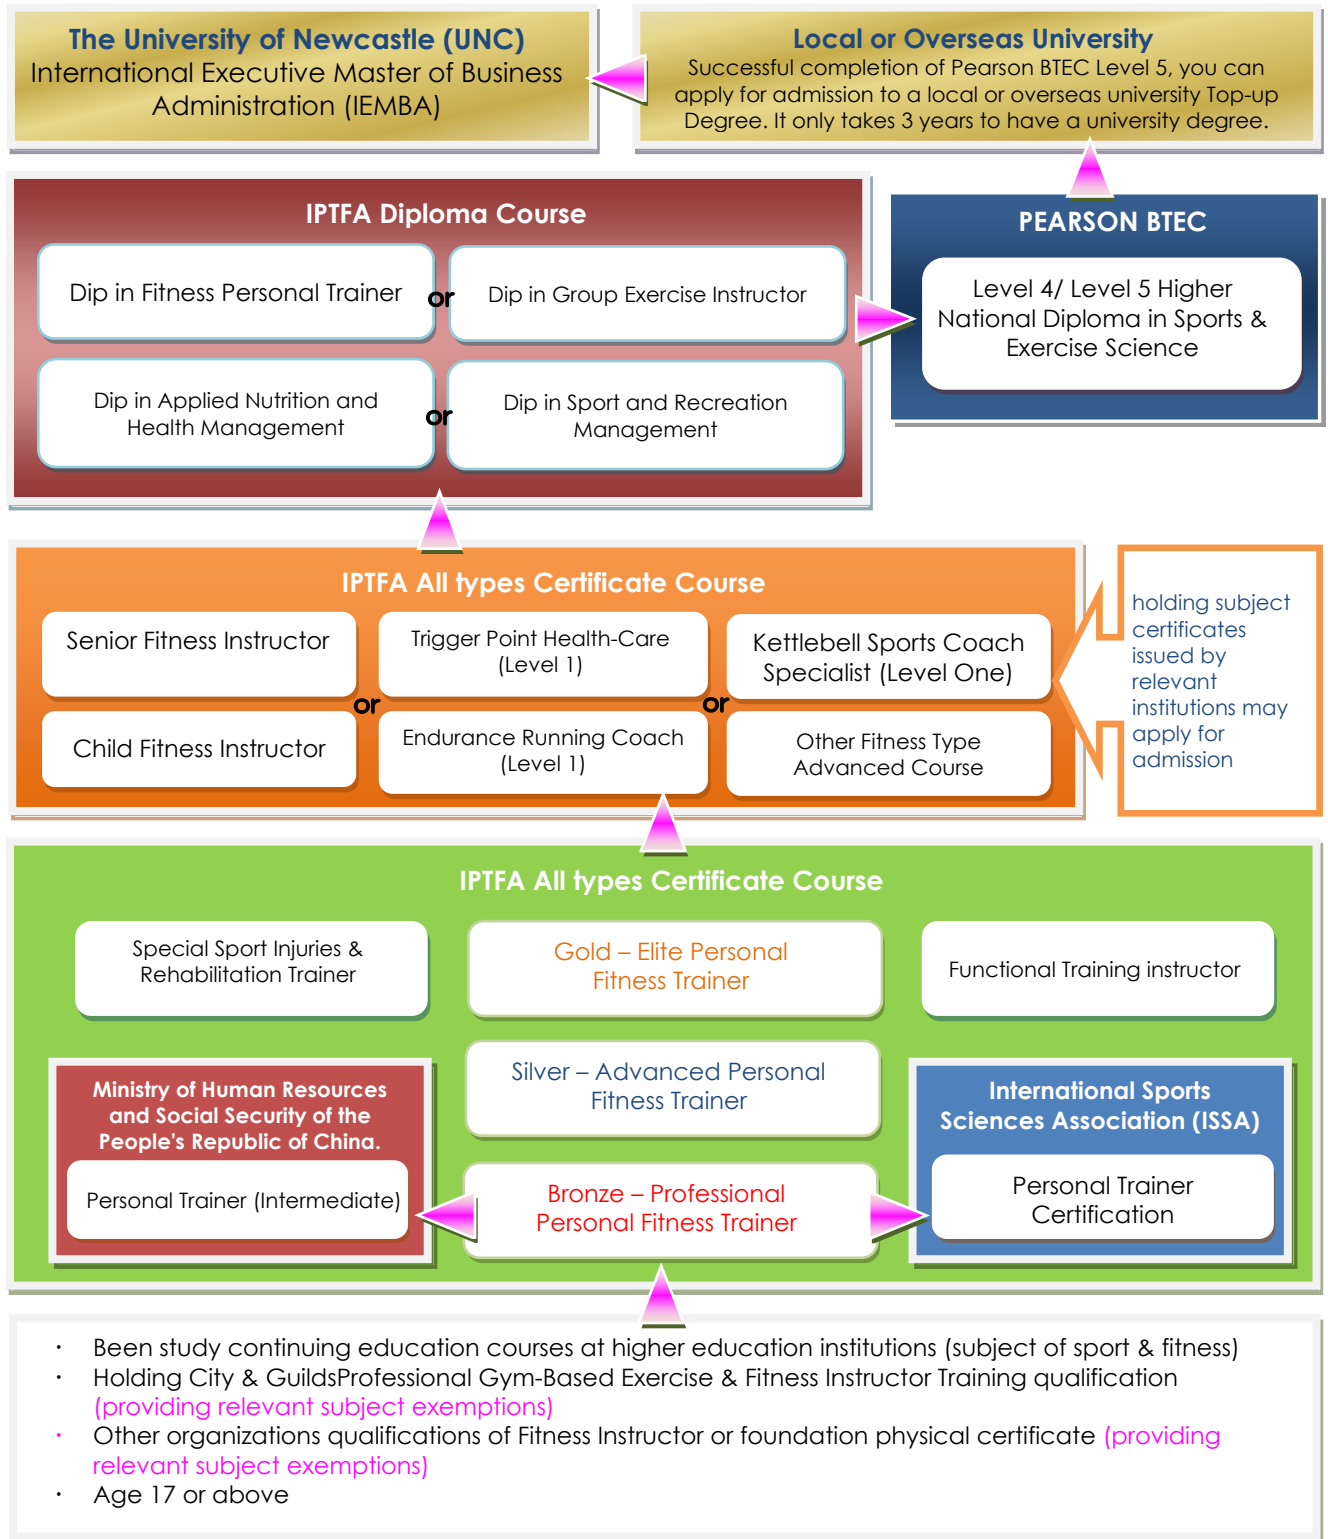 The University of Newcastle (UNC)
International Executive Master of Business
Administration (IEMBA)
Local or Overseas University
Successful completion of Pearson BTEC Level 5, you can
apply for admission to a local or overseas university Top-up
Degree. It only takes 3 years to have a university degree.
IPTFA Diploma Course
Dip in Fitness Personal Trainer
or
Dip in Group Exercise Instructor
Dip in Applied Nutrition and
Health Management
or
Dip in Sport and Recreation
Management
PEARSON BTEC
Level 4/ Level 5 Higher
National Diploma in Sports &
Exercise Science
IPTFA All types Certificate Course
Senior Fitness Instructor
Trigger Point Health-Care
(Level 1)
Kettlebell Sports Coach
Specialist (Level One)
or
or
Child Fitness Instructor
Endurance Running Coach
(Level 1)
Other Fitness Type
Advanced Course
holding subject
certificates
issued by
relevant
institutions may
apply for
admission
IPTFA All types Certificate Course
Special Sport Injuries &
Rehabilitation Trainer
Gold – Elite Personal
Fitness Trainer
Functional Training instructor
Silver – Advanced Personal
Fitness Trainer
Ministry of Human Resources
and Social Security of the
People's Republic of China.
Personal Trainer (Intermediate)
Bronze – Professional
Personal Fitness Trainer
International Sports
Sciences Association (ISSA)
Personal Trainer
Certification
· Been study continuing education courses at higher education institutions (subject of sport & fitness)
· Holding City & GuildsProfessional Gym-Based Exercise & Fitness Instructor Training qualification
(providing relevant subject exemptions)
· Other organizations qualifications of Fitness Instructor or foundation physical certificate (providing
relevant subject exemptions)
· Age 17 or above